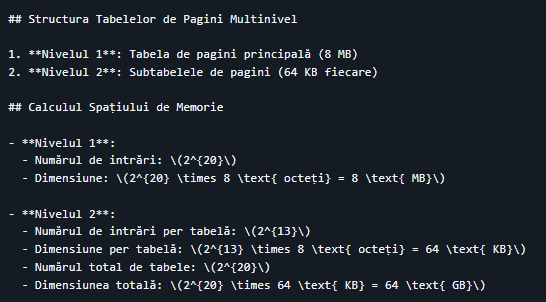 ## Structura Tabelelor de Pagini Multinivel
1. **Nivelul 1**: Tabela de pagini principală (8 MB)
2. **Nivelul 2**: Subtabelele de pagini (64 KB fiecare)
## Calculul Spațiului de Memorie
- **Nivelul 1**:
- Numărul de intrări: \(2^{20}\)
- Dimensiune: \(2^{20} \times 8 \text{ octeți} = 8 \text{ MB}\)
- **Nivelul 2**:
- Numărul de intrări per tabelă: \(2^{13}\)
- Dimensiune per tabelă: \(2^{13} \times 8 \text{ octeți} = 64 \text{ KB}\)
- Numărul total de tabele: \(2^{20}\)
- Dimensiunea totală: \(2^{20} \times 64 \text{ KB} = 64 \text{ GB}\)